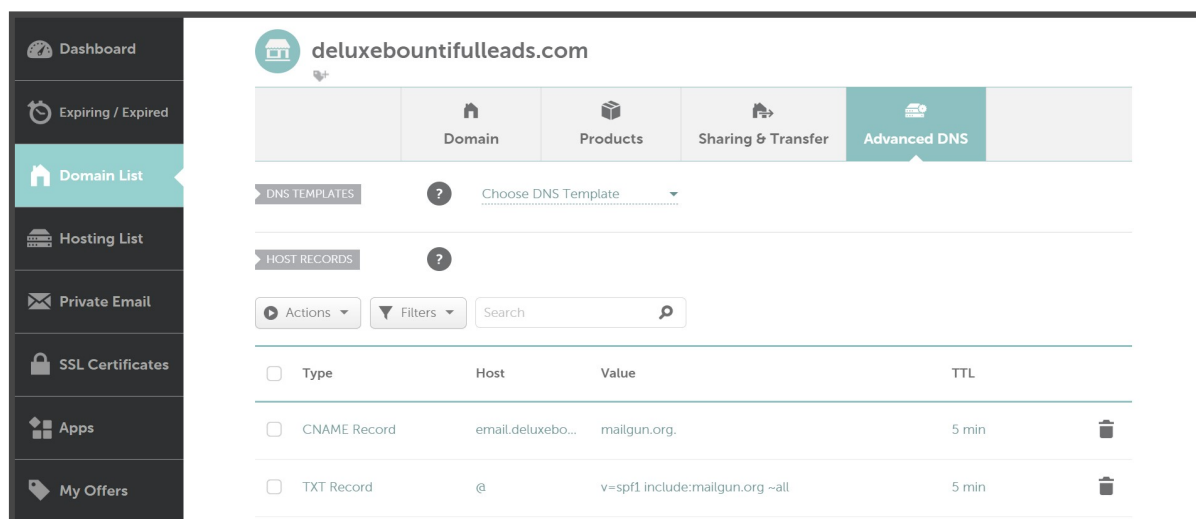 Dashboard
Expiring / Expired
Domain List
Hosting List
Private Email
SSL Certificates
Apps
My Offers
deluxebountifulleads.com
Domain
Products
Sharing & Transfer
Advanced DNS
DNS TEMPLATES
?
Choose DNS Template
HOST RECORDS
?
Actions
Filters
Search
Type Host Value TTL
CNAME Record email.deluxebo... mailgun.org. 5 min
TXT Record @ v=spf1 include:mailgun.org ~all 5 min